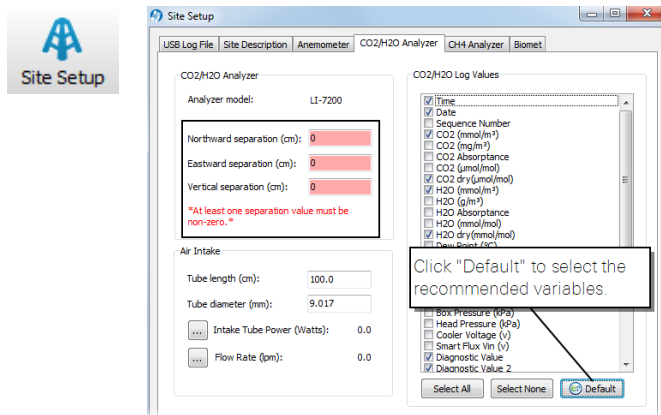 Site Setup
Site Setup
USB Log File Site Description Anemometer CO2/H2O Analyzer CH4 Analyzer Biomet
CO2/H2O Analyzer
Analyzer model: LI-7200
Northward separation (cm): 0
Eastward separation (cm): 0
Vertical separation (cm): 0
*At least one separation value must be
non-zero.*
Air Intake
Tube length (cm): 100.0
Tube diameter (mm): 9.017
... Intake Tube Power (Watts): 0.0
... Flow Rate (lpm): 0.0
CO2/H2O Log Values
Time
Date
Sequence Number
CO2 (mmol/m³)
CO2 (mg/m³)
CO2 Absorptance
CO2 (µmol/mol)
CO2 dry(µmol/mol)
H2O (mmol/m³)
H2O (g/m³)
H2O Absorptance
H2O (mmol/mol)
H2O dry(mmol/mol)
Dew Point (ºC)
Click "Default" to select the
recommended variables.
Box Pressure (kPa)
Head Pressure (kPa)
Cooler Voltage (v)
Smart Flux Vin (v)
Diagnostic Value
Diagnostic Value 2
Select All Select None Default